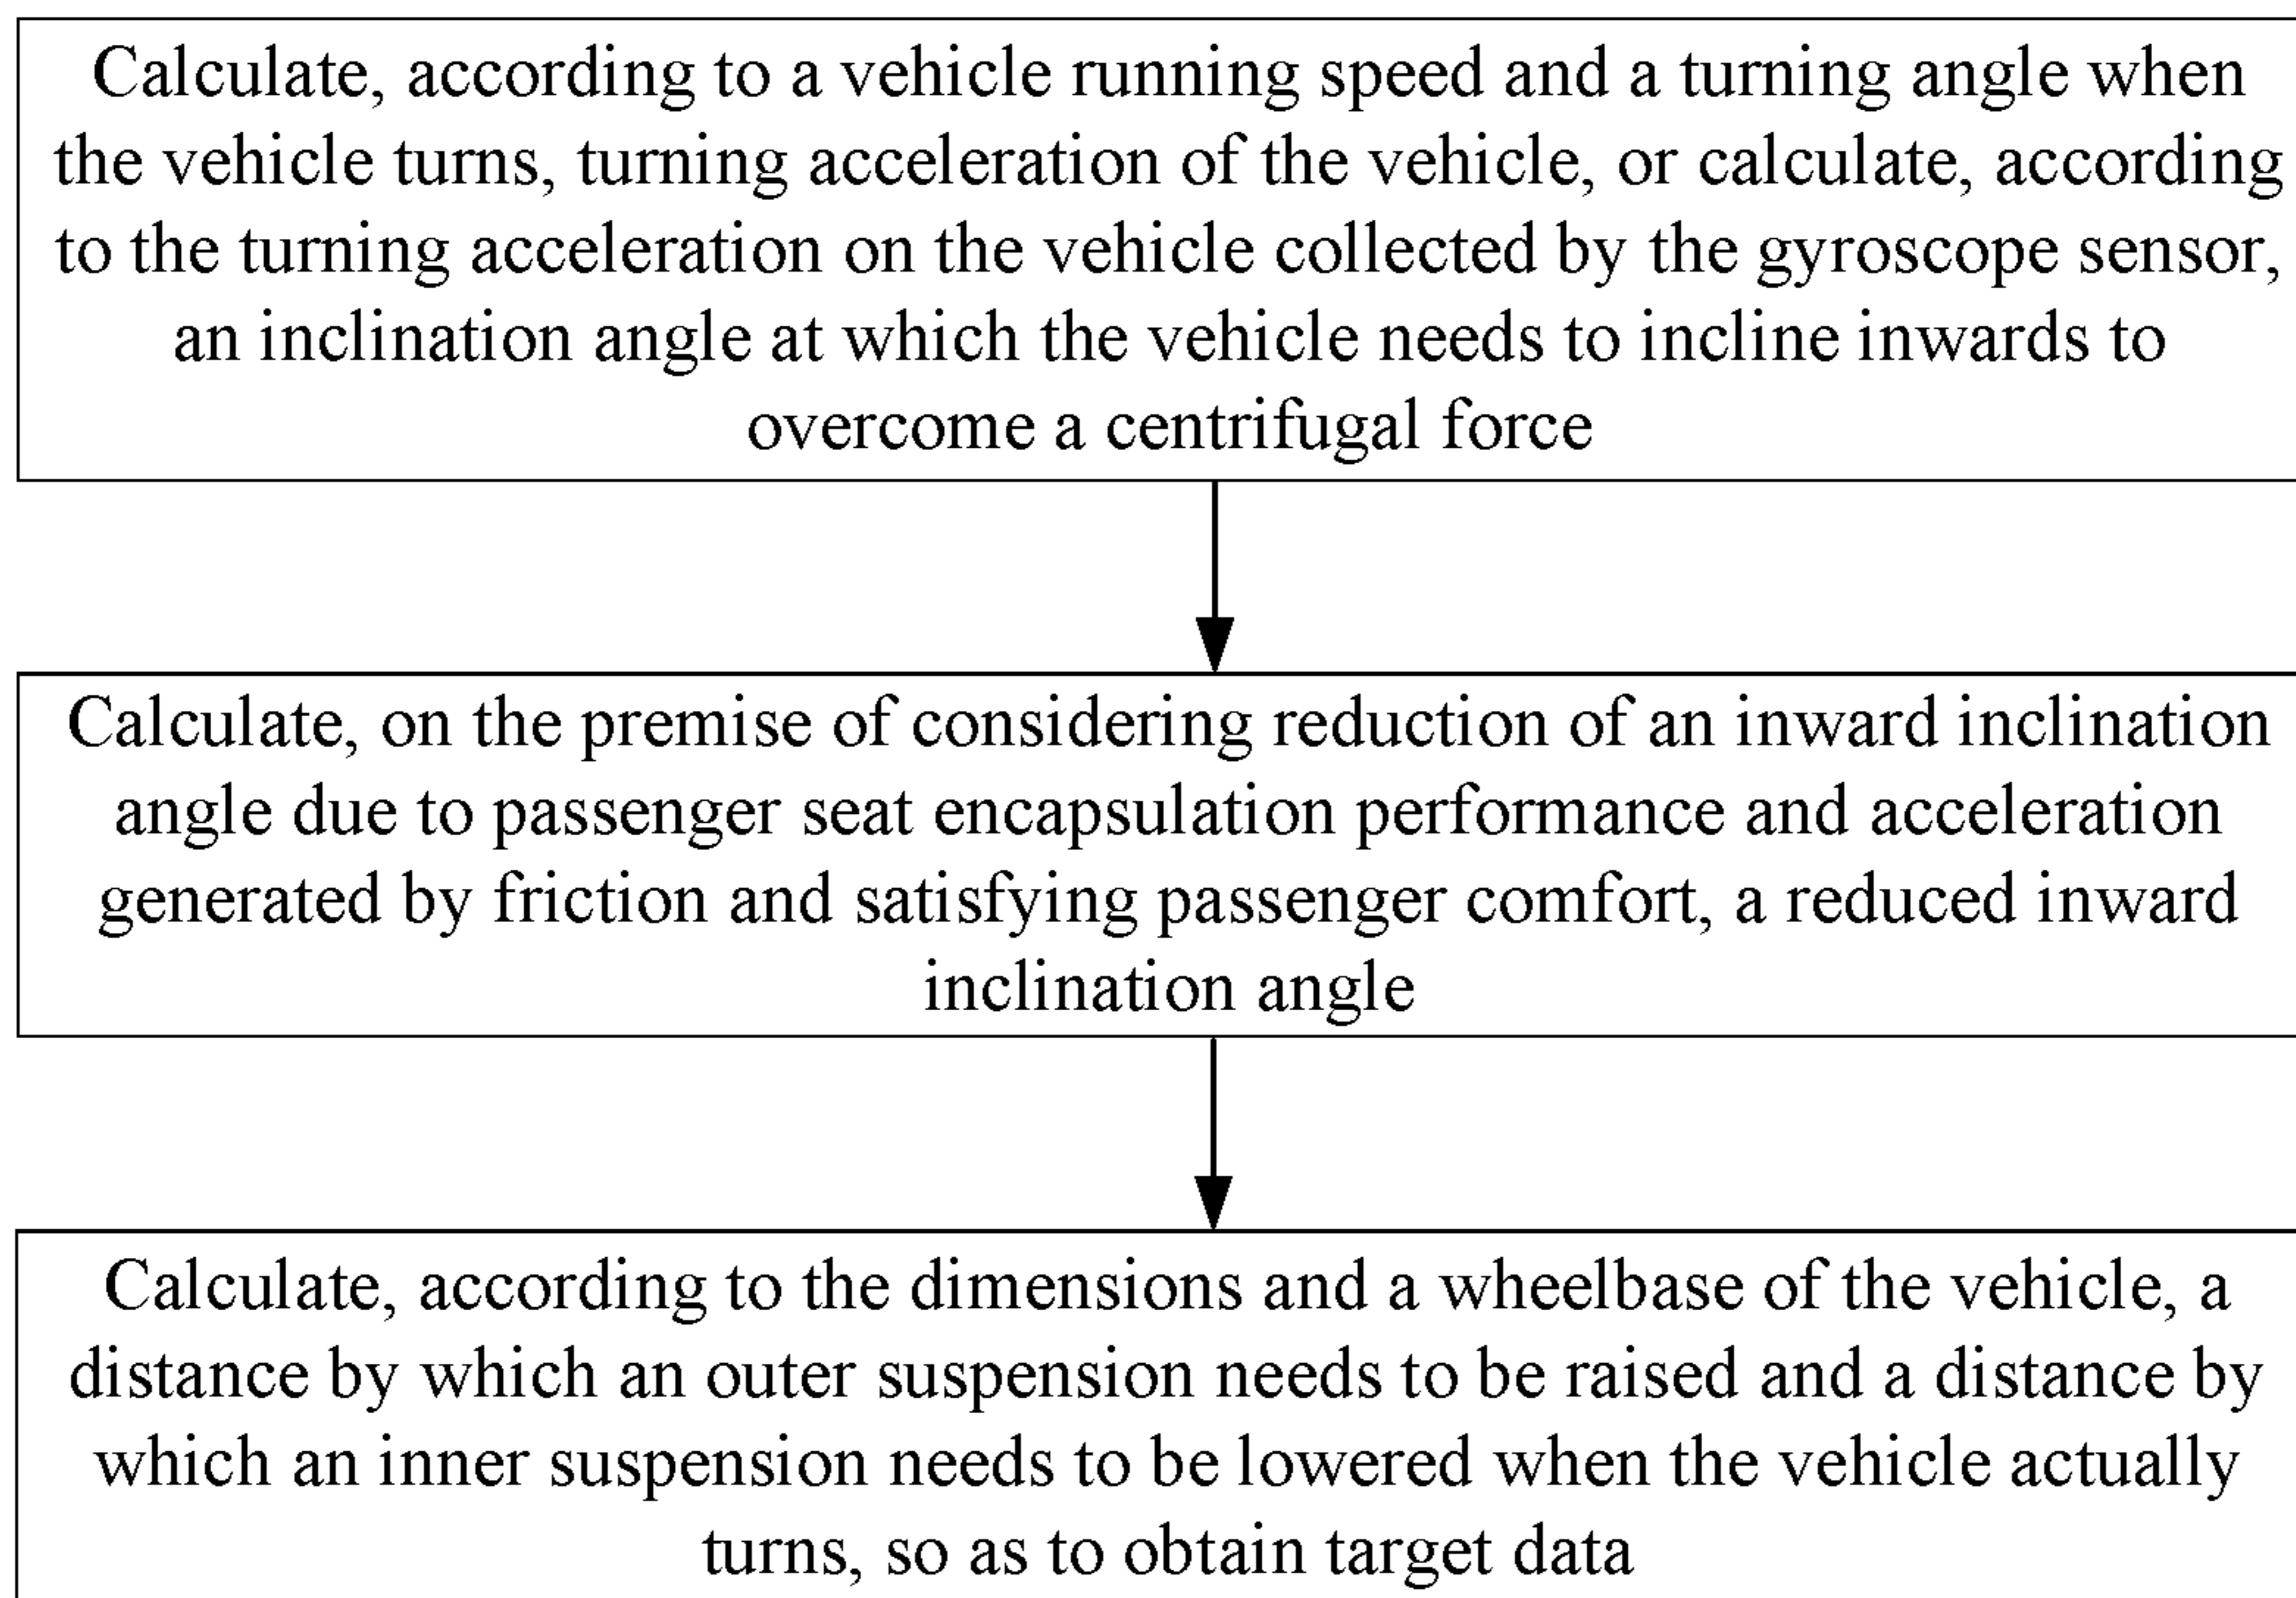 Calculate, according to a vehicle running speed and a turning angle when
the vehicle turns, turning acceleration of the vehicle, or calculate, according
to the turning acceleration on the vehicle collected by the gyroscope sensor,
an inclination angle at which the vehicle needs to incline inwards to
overcome a centrifugal force
Calculate, on the premise of considering reduction of an inward inclination
angle due to passenger seat encapsulation performance and acceleration
generated by friction and satisfying passenger comfort, a reduced inward
inclination angle
Calculate, according to the dimensions and a wheelbase of the vehicle, a
distance by which an outer suspension needs to be raised and a distance by
which an inner suspension needs to be lowered when the vehicle actually
turns, so as to obtain target data